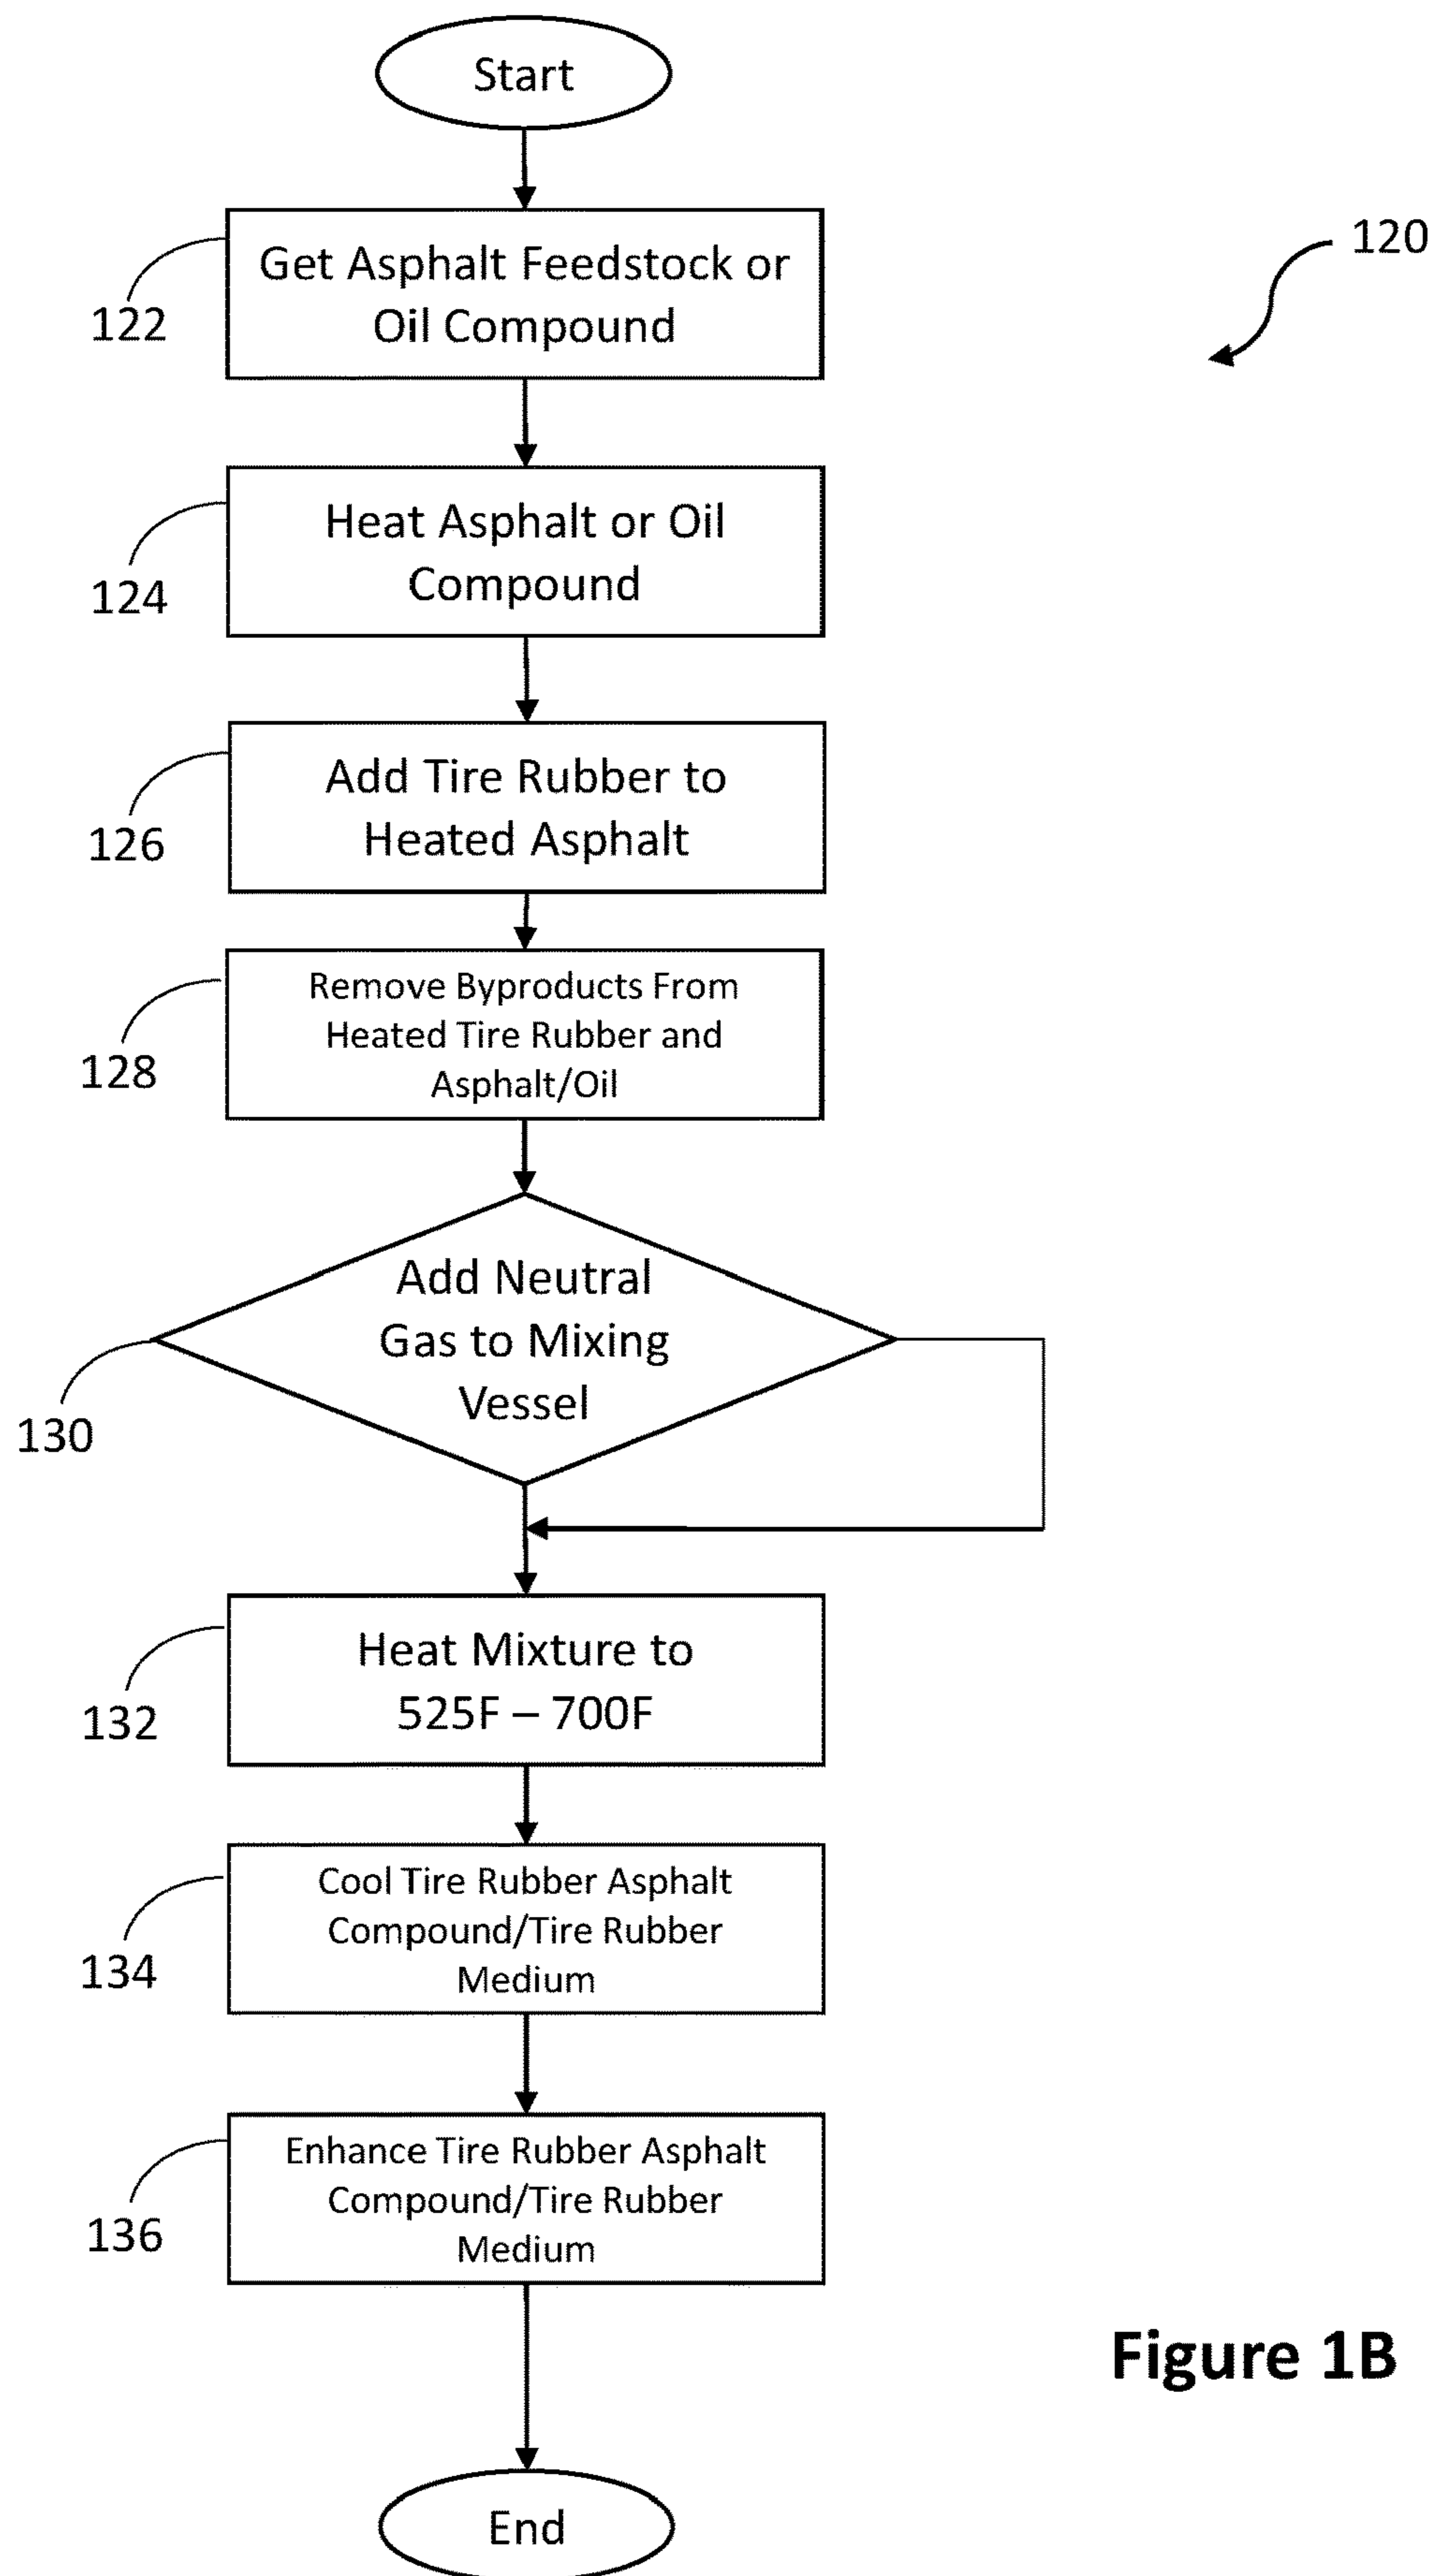 Start
120
Get Asphalt Feedstock or
Oil Compound
122
Heat Asphalt or Oil
Compound
124
Add Tire Rubber to
Heated Asphalt
126
Remove Byproducts From
Heated Tire Rubber and
Asphalt/Oil
128
Add Neutral
Gas to Mixing
Vessel
130
Heat Mixture to
525F – 700F
132
Cool Tire Rubber Asphalt
Compound/Tire Rubber
Medium
134
Enhance Tire Rubber Asphalt
Compound/Tire Rubber
Medium
136
Figure 1B
End